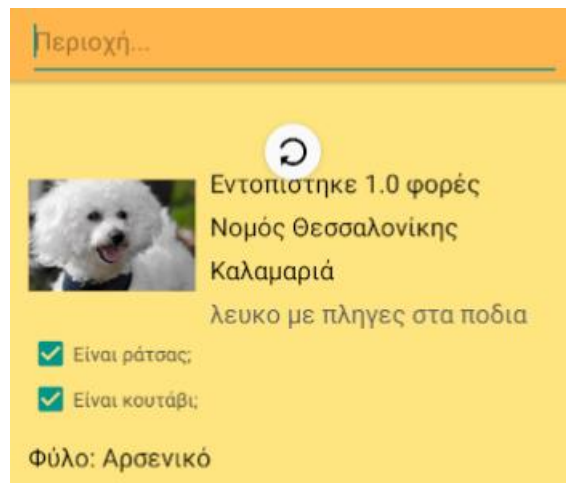 Περιοχή...
Εντοπίστηκε 1.0 φορές
Νομός Θεσσαλονίκης
Καλαμαριά
λευκο με πληγες στα ποδια
Είναι ράτσας;
Είναι κουτάβι;
Φύλο: Αρσενικό